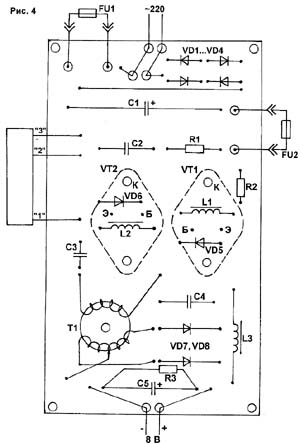 Рис. 4
FU1
~220
VD1...VD4
C1
+
"3"
"2"
"1"
C2
R1
FU2
VT2
VT1
К
К
R2
VD6
L1
Э
Б
L2
Б
Э
VD5
C3
C4
T1
L3
VD7, VD8
R3
C5
+
-
+
8 В